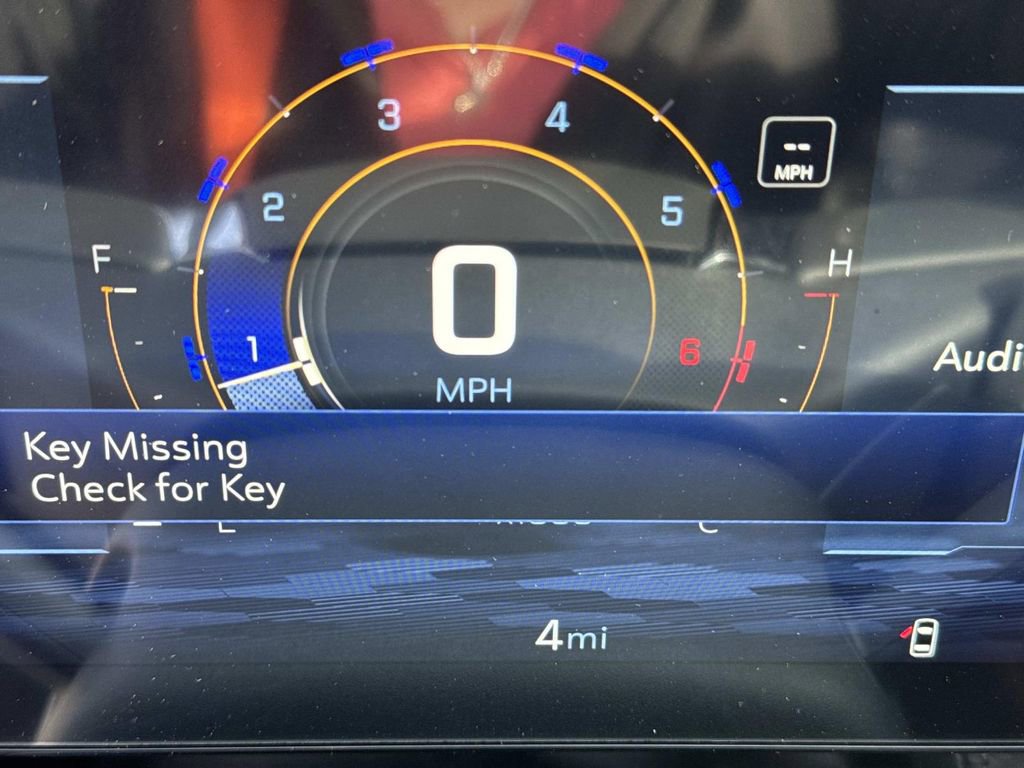 3
4
--
MPH
2
5
F
H
0
1
6
Audi
MPH
Key Missing
Check for Key
C
4mi